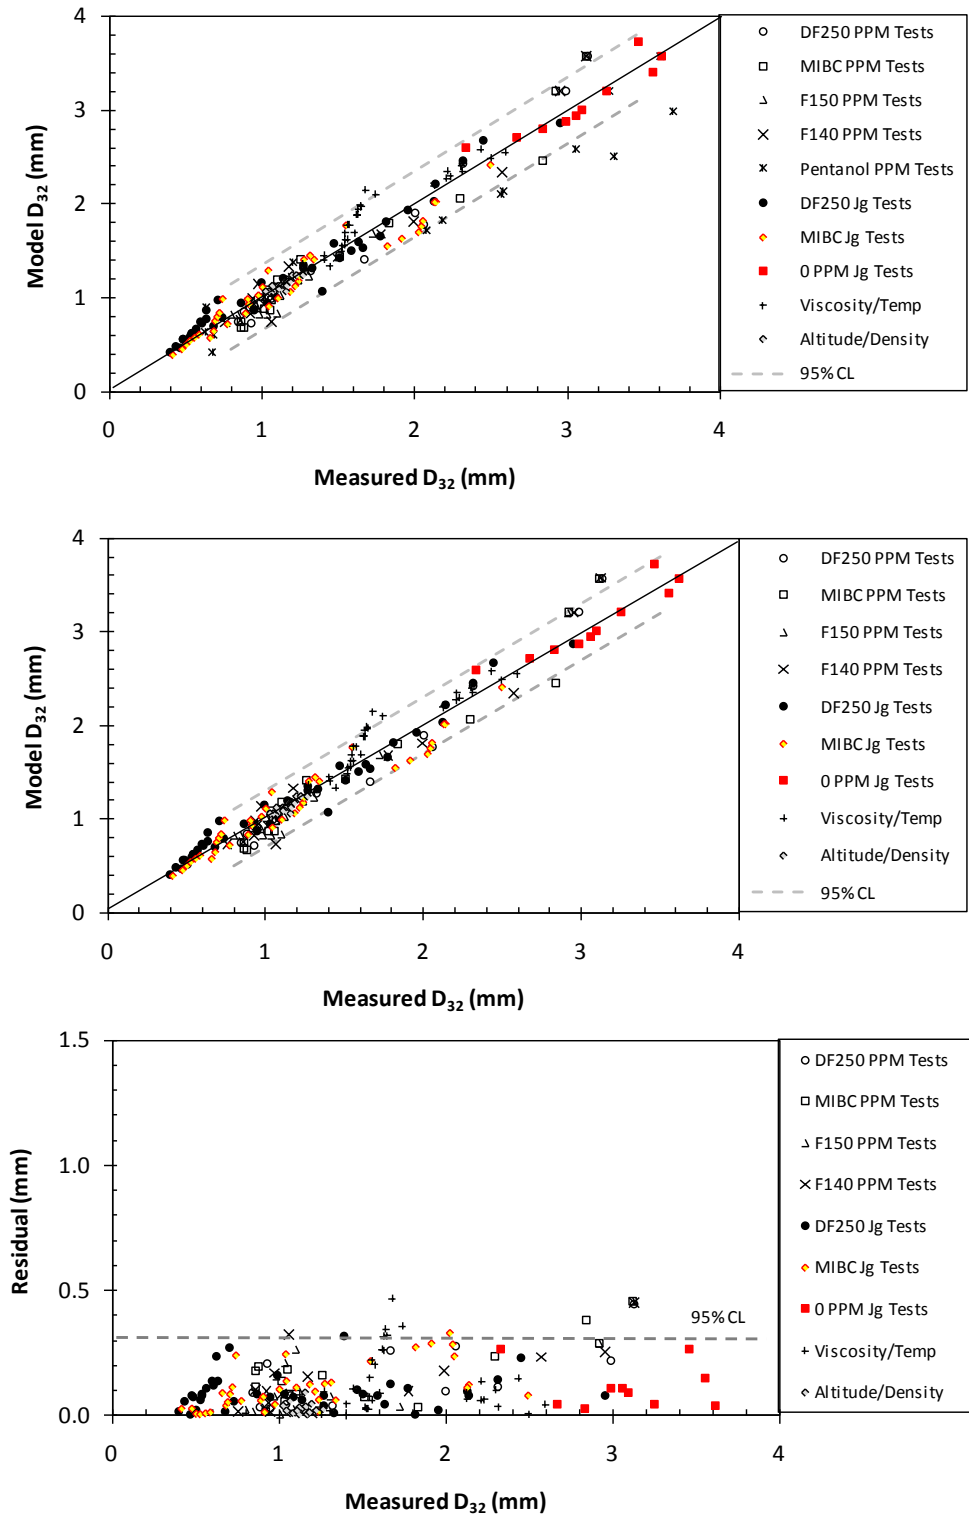 4
3
2
1
0
Model D32 (mm)
0
1
2
3
4
Measured D32 (mm)
DF250 PPM Tests
MIBC PPM Tests
F150 PPM Tests
F140 PPM Tests
Pentanol PPM Tests
DF250 Jg Tests
MIBC Jg Tests
0 PPM Jg Tests
Viscosity/Temp
Altitude/Density
95% CL
4
3
2
1
0
Model D32 (mm)
0
1
2
3
4
Measured D32 (mm)
DF250 PPM Tests
MIBC PPM Tests
F150 PPM Tests
F140 PPM Tests
DF250 Jg Tests
MIBC Jg Tests
0 PPM Jg Tests
Viscosity/Temp
Altitude/Density
95% CL
1.5
1.0
0.5
0.0
Residual (mm)
95% CL
0
1
2
3
4
Measured D32 (mm)
DF250 PPM Tests
MIBC PPM Tests
F150 PPM Tests
F140 PPM Tests
DF250 Jg Tests
MIBC Jg Tests
0 PPM Jg Tests
Viscosity/Temp
Altitude/Density